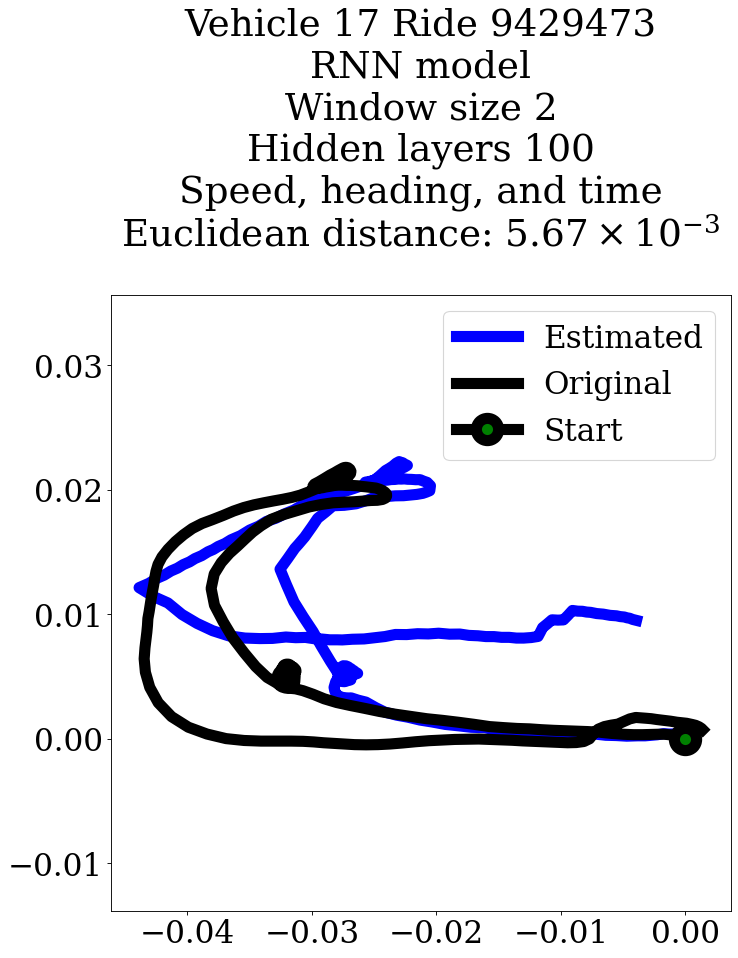 Vehicle 17 Ride 9429473
RNN model
Window size 2
Hidden layers 100
Speed, heading, and time
Euclidean distance: 5.67 × 10⁻³
Estimated
Original
Start
0.03
0.02
0.01
0.00
−0.01
−0.04 −0.03 −0.02 −0.01 0.00